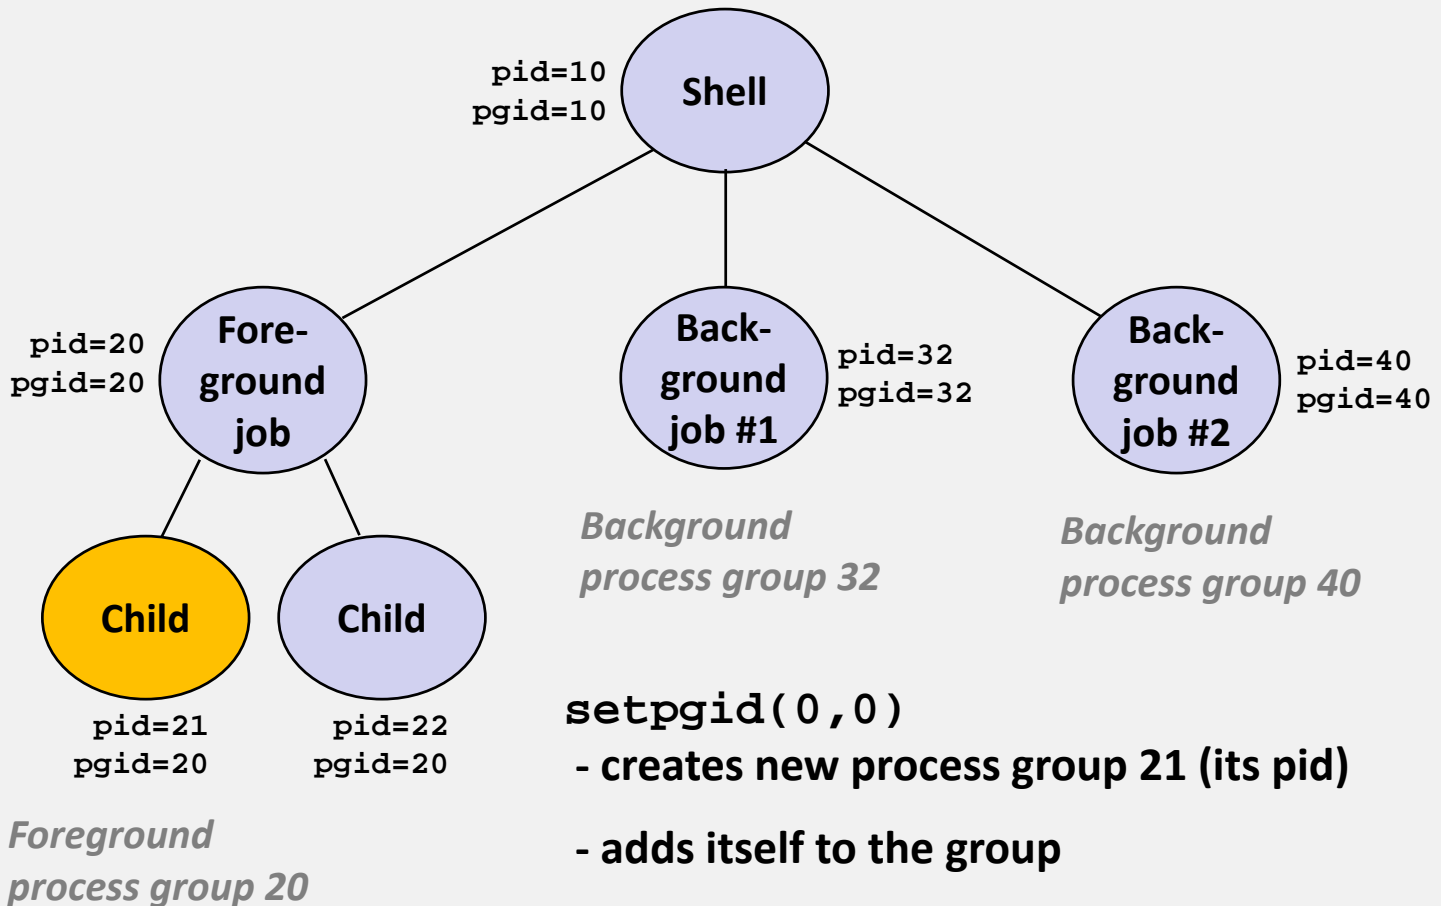 pid=10
pgid=10
Shell
pid=20
pgid=20
Fore-
ground
job
Back-
ground
job #1
pid=32
pgid=32
Back-
ground
job #2
pid=40
pgid=40
Background
process group 32
Background
process group 40
Child
Child
pid=21
pgid=20
pid=22
pgid=20
setpgid(0,0)
- creates new process group 21 (its pid)
- adds itself to the group
Foreground
process group 20